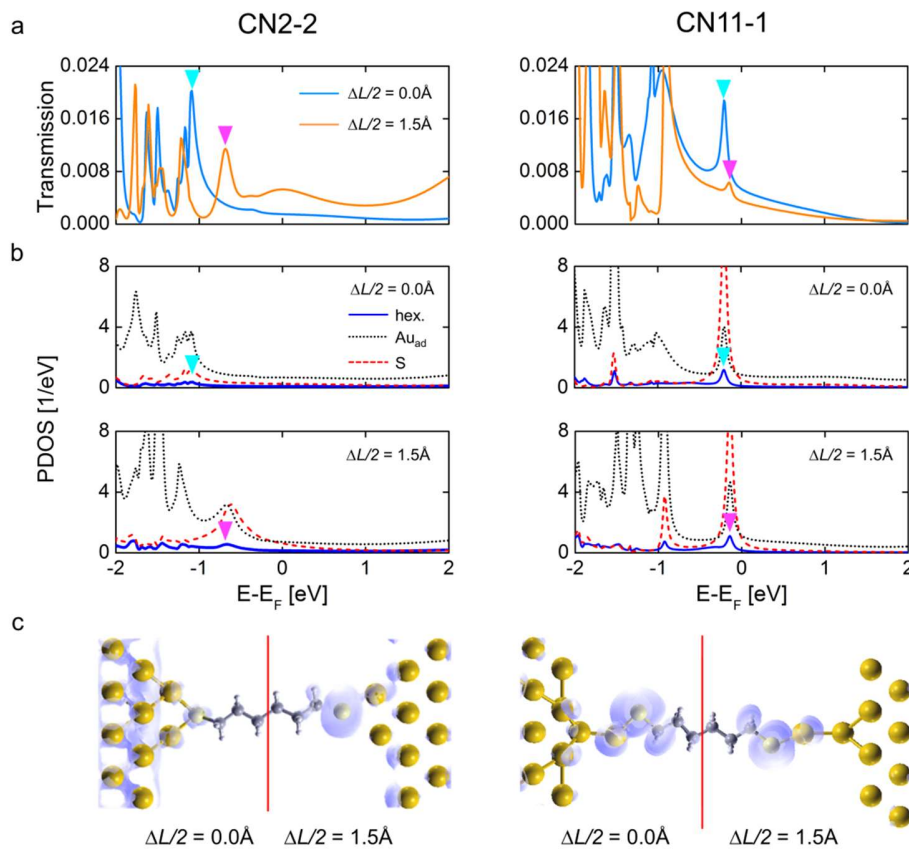 CN2-2
CN11-1
a
Transmission
0.024
0.016
0.008
0.000
ΔL/2 = 0.0Å
ΔL/2 = 1.5Å
0.024
0.016
0.008
0.000
b
PDOS [1/eV]
8
4
0
ΔL/2 = 0.0Å
hex.
Au_ad
S
8
4
0
ΔL/2 = 0.0Å
8
4
0
ΔL/2 = 1.5Å
-2 -1 0 1 2
E-E_F [eV]
8
4
0
ΔL/2 = 1.5Å
-2 -1 0 1 2
E-E_F [eV]
c
ΔL/2 = 0.0Å ΔL/2 = 1.5Å
ΔL/2 = 0.0Å ΔL/2 = 1.5A